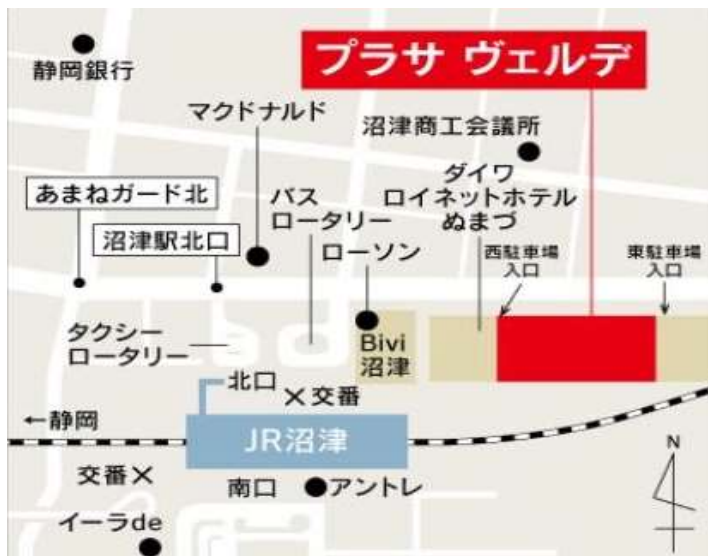 静岡銀行
プラサ ヴェルデ
マクドナルド
沼津商工会議所
ダイワ
ロイネットホテル
ぬまづ
あまねガード北
バス
ロータリー
沼津駅北口
ローソン
西駐車場
入口
東駐車場
入口
タクシー
ロータリー
Bivi
沼津
北口
交番
←静岡
JR沼津
N
交番
南口
アントレ
イーラde